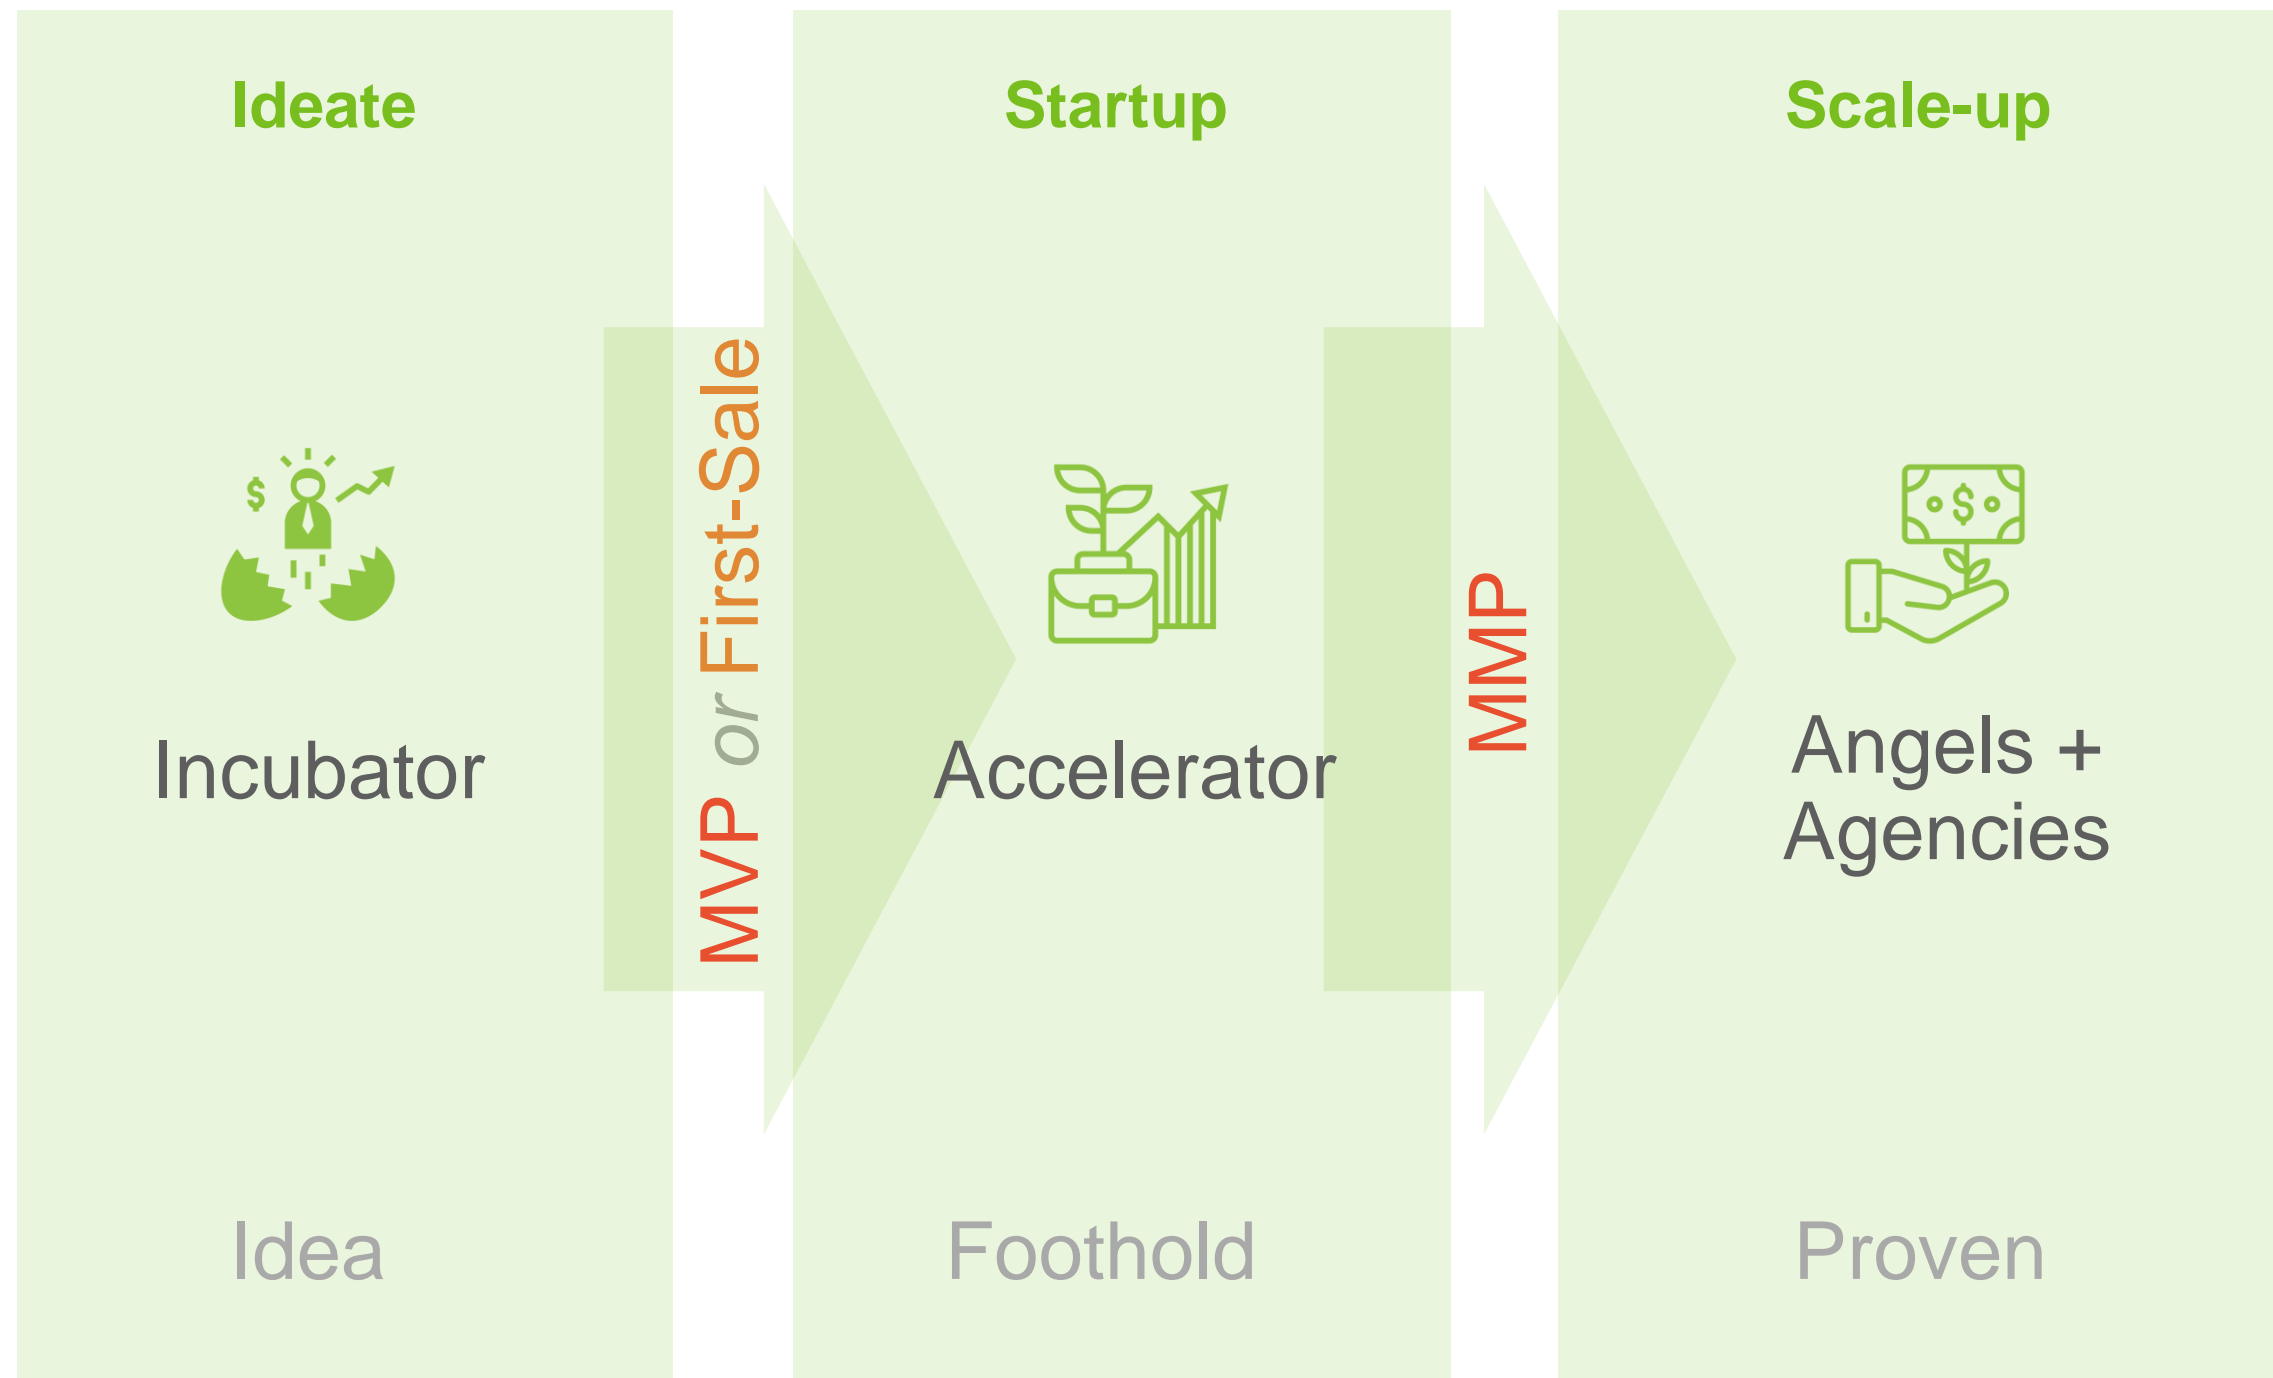 Ideate
Startup
Scale-up
$
$
MVP or First-Sale
MMP
Incubator
Accelerator
Angels +
Agencies
Idea
Foothold
Proven